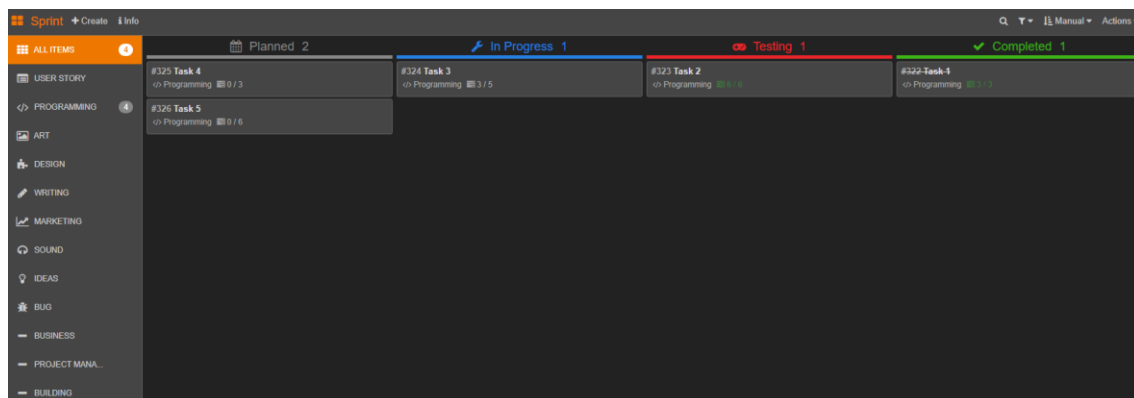 Sprint + Create i Info Manual Actions
ALL ITEMS 4
USER STORY
PROGRAMMING 4
ART
DESIGN
WRITING
MARKETING
SOUND
IDEAS
BUG
BUSINESS
PROJECT MANA...
BUILDING
Planned 2
#325 Task 4
</> Programming 0 / 3
#326 Task 5
</> Programming 0 / 6
In Progress 1
#324 Task 3
</> Programming 3 / 5
Testing 1
#323 Task 2
</> Programming
Completed 1
#322 Task 1
</> Programming 3 / 3